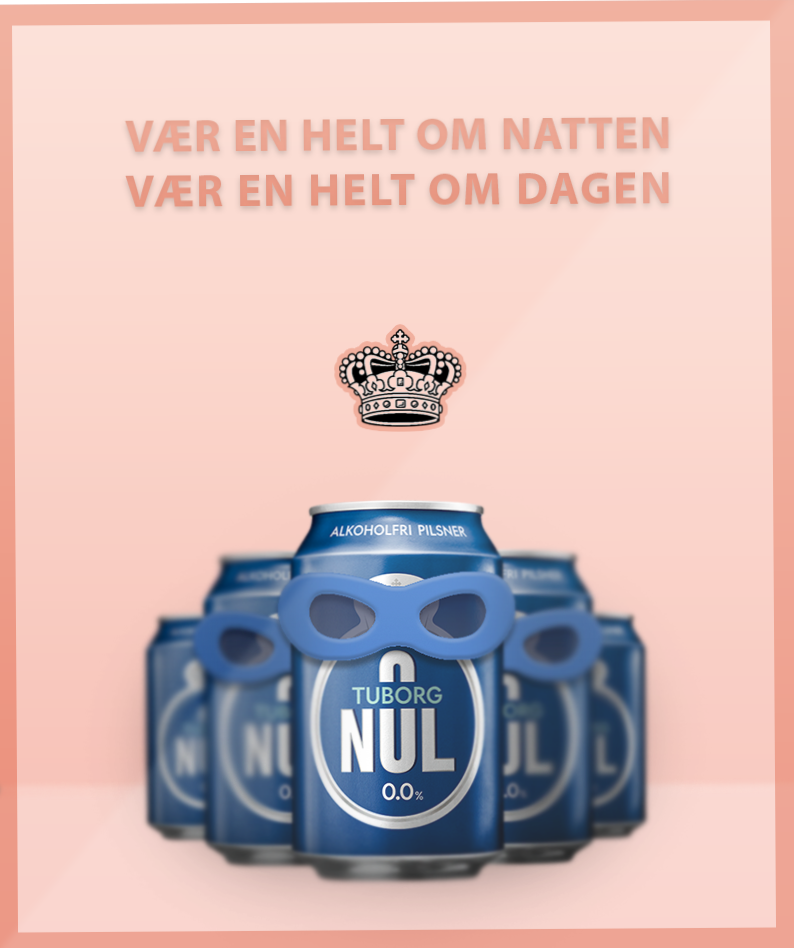 VÆR EN HELT OM NATTEN
VÆR EN HELT OM DAGEN
ALKOHOLFRI PILSNER
TUBORG
NUL
0.0%